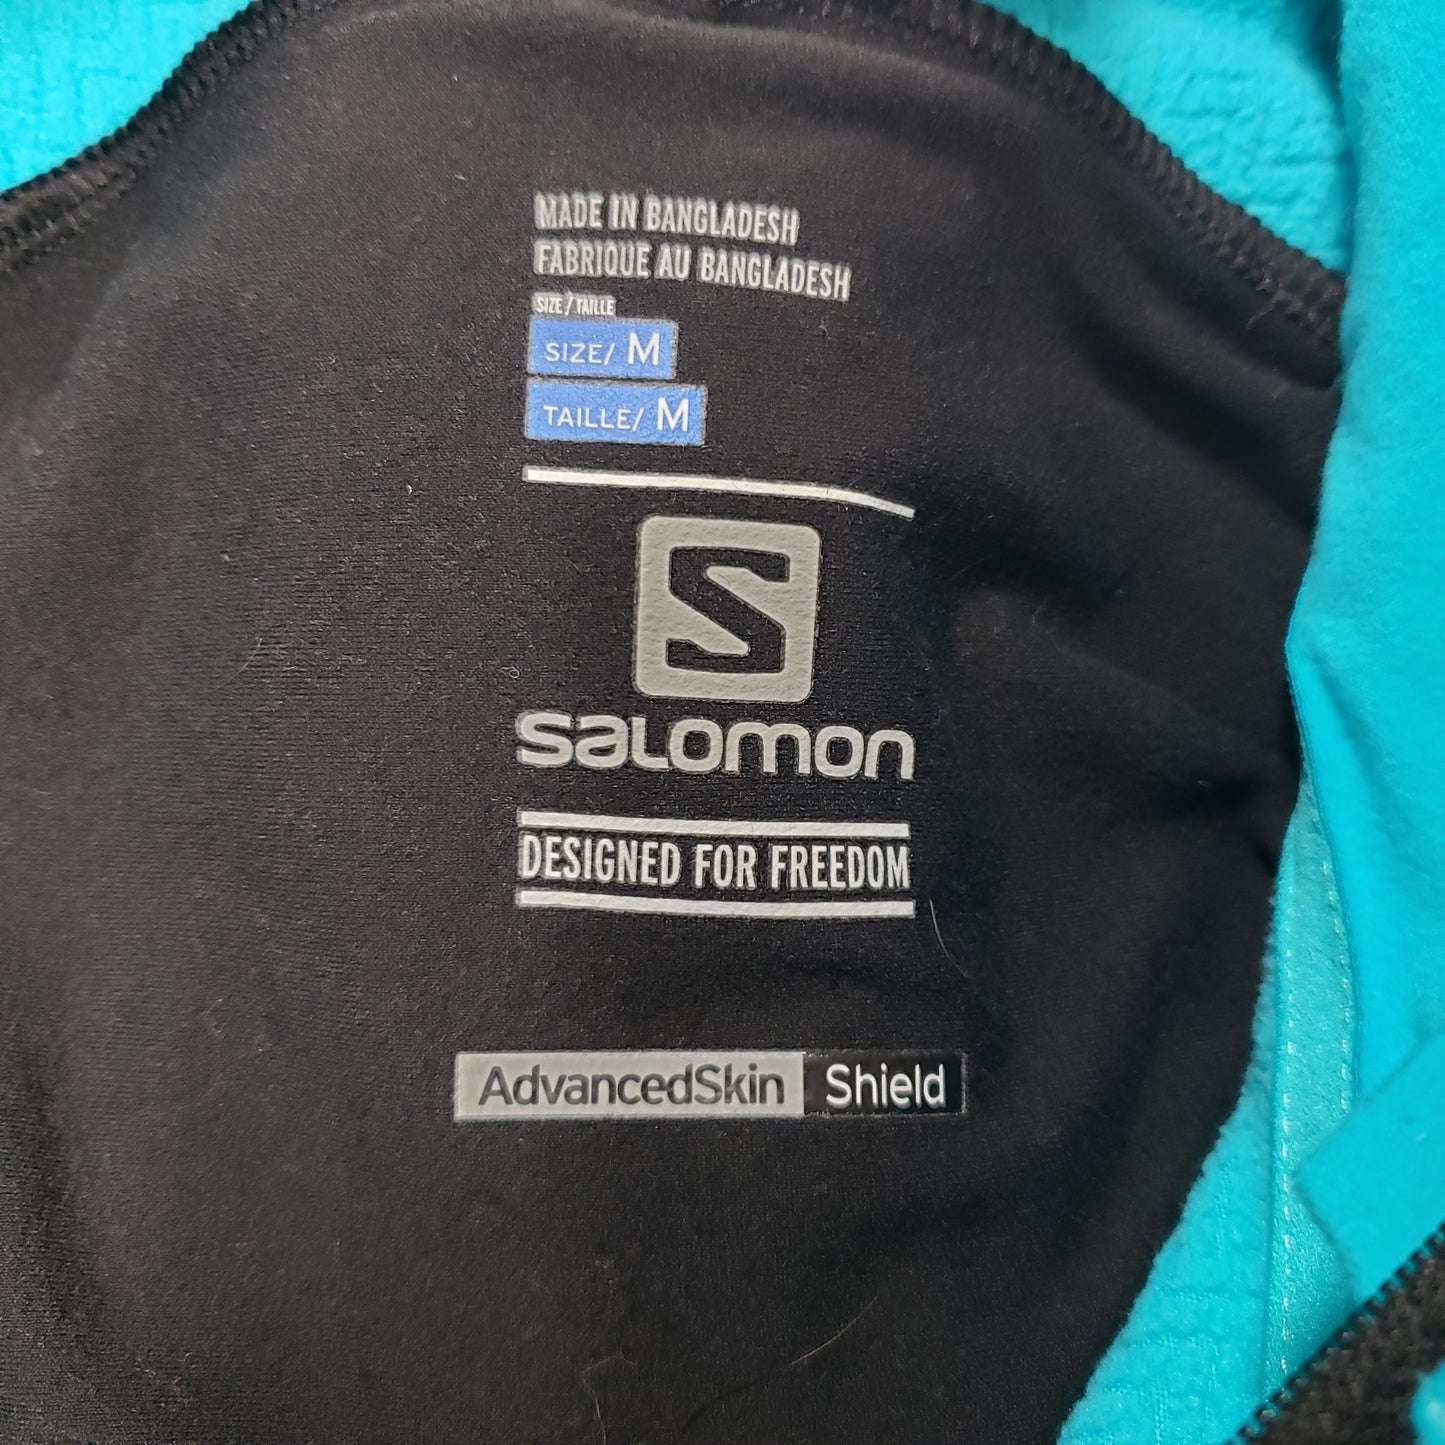 MADE IN BANGLADESH
FABRIQUE AU BANGLADESH
SIZE / TAILLE
SIZE/ M
TAILLE/ M
S
SALOMON
DESIGNED FOR FREEDOM
AdvancedSkin Shield